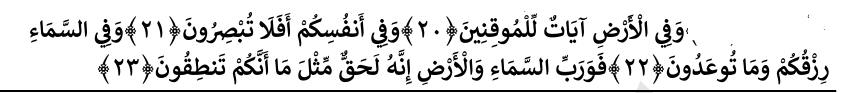 وَفِي الْأَرْضِ آيَاتٌ لِّلْمُوقِنِينَ﴿٢٠﴾وَفِي أَنفُسِكُمْ أَفَلَا تُبْصِرُونَ﴿٢١﴾وَفِي السَّمَاءِ
رِزْقُكُمْ وَمَا تُوعَدُونَ﴿٢٢﴾فَوَرَبِّ السَّمَاءِ وَالْأَرْضِ إِنَّهُ لَحَقٌّ مِّثْلَ مَا أَنَّكُمْ تَنطِقُونَ﴿٢٣﴾